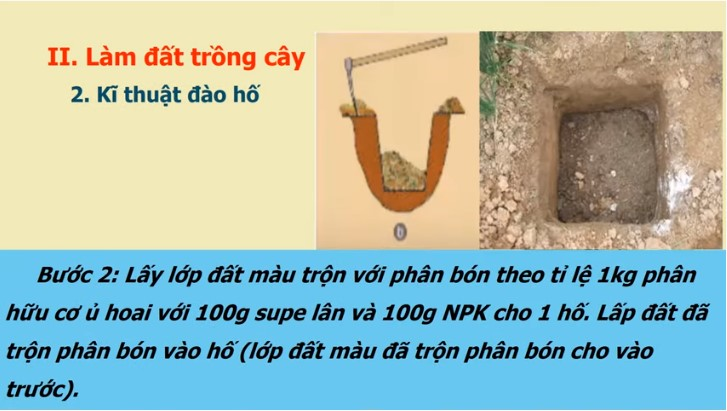 II. Làm đất trồng cây
2. Kĩ thuật đào hố
b
Bước 2: Lấy lớp đất màu trộn với phân bón theo tỉ lệ 1kg phân
hữu cơ ủ hoai với 100g supe lân và 100g NPK cho 1 hố. Lấp đất đã
trộn phân bón vào hố (lớp đất màu đã trộn phân bón cho vào
trước).